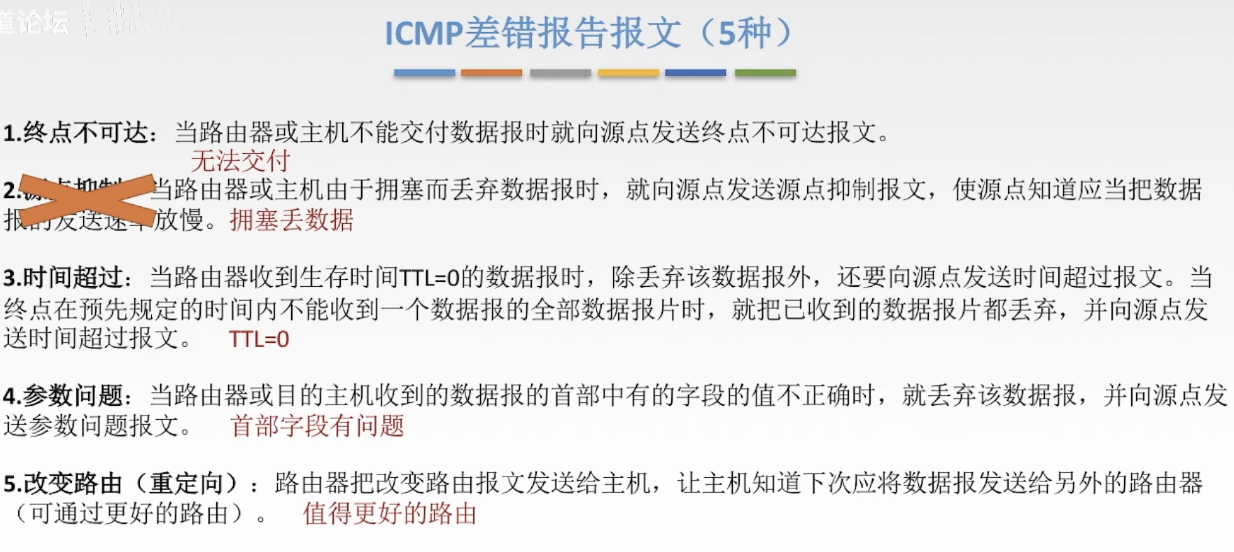 道论坛
ICMP差错报告报文（5种）
1.终点不可达：当路由器或主机不能交付数据报时就向源点发送终点不可达报文。
无法交付
2.源点抑制 当路由器或主机由于拥塞而丢弃数据报时，就向源点发送源点抑制报文，使源点知道应当把数据
报的发送速率放慢。拥塞丢数据
3.时间超过：当路由器收到生存时间TTL=0的数据报时，除丢弃该数据报外，还要向源点发送时间超过报文。当
终点在预先规定的时间内不能收到一个数据报的全部数据报片时，就把已收到的数据报片都丢弃，并向源点发
送时间超过报文。 TTL=0
4.参数问题：当路由器或目的主机收到的数据报的首部中有的字段的值不正确时，就丢弃该数据报，并向源点发
送参数问题报文。 首部字段有问题
5.改变路由（重定向）：路由器把改变路由报文发送给主机，让主机知道下次应将数据报发送给另外的路由器
（可通过更好的路由）。 值得更好的路由